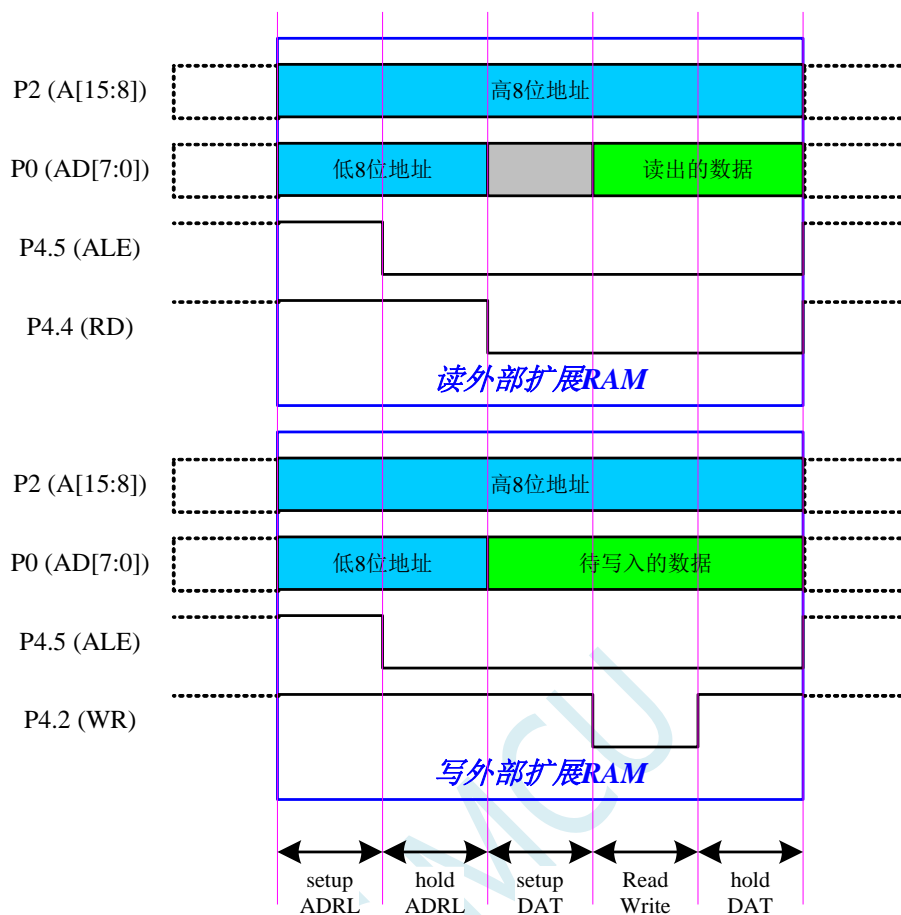 P2 (A[15:8])
高8位地址
P0 (AD[7:0])
低8位地址
读出的数据
P4.5 (ALE)
P4.4 (RD)
读外部扩展RAM
P2 (A[15:8])
高8位地址
P0 (AD[7:0])
低8位地址
待写入的数据
P4.5 (ALE)
P4.2 (WR)
写外部扩展RAM
setup
ADRL
hold
ADRL
setup
DAT
Read
Write
hold
DAT